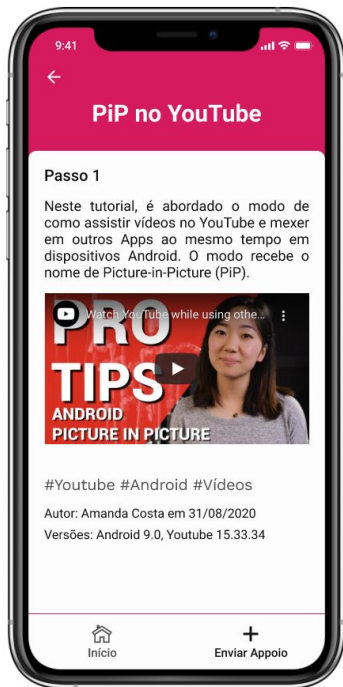 9:41
PiP no YouTube
Passo 1
Neste tutorial, é abordado o modo de
como assistir vídeos no YouTube e mexer
em outros Apps ao mesmo tempo em
dispositivos Android. O modo recebe o
nome de Picture-in-Picture (PiP).
Watch YouTube while using othe...
PRO
TIPS
ANDROID
PICTURE IN PICTURE
#Youtube #Android #Vídeos
Autor: Amanda Costa em 31/08/2020
Versões: Android 9.0, Youtube 15.33.34
Início
Enviar Appoio